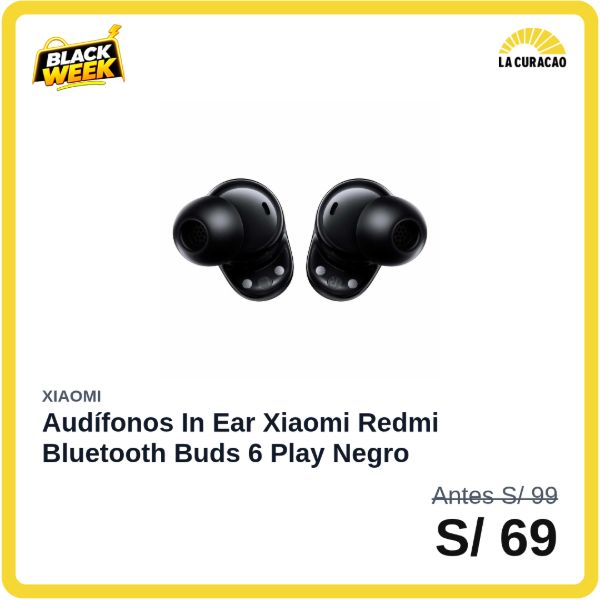 BLACK
WEEK
LA CURACAO
XIAOMI
Audífonos In Ear Xiaomi Redmi
Bluetooth Buds 6 Play Negro
Antes S/ 99
S/ 69